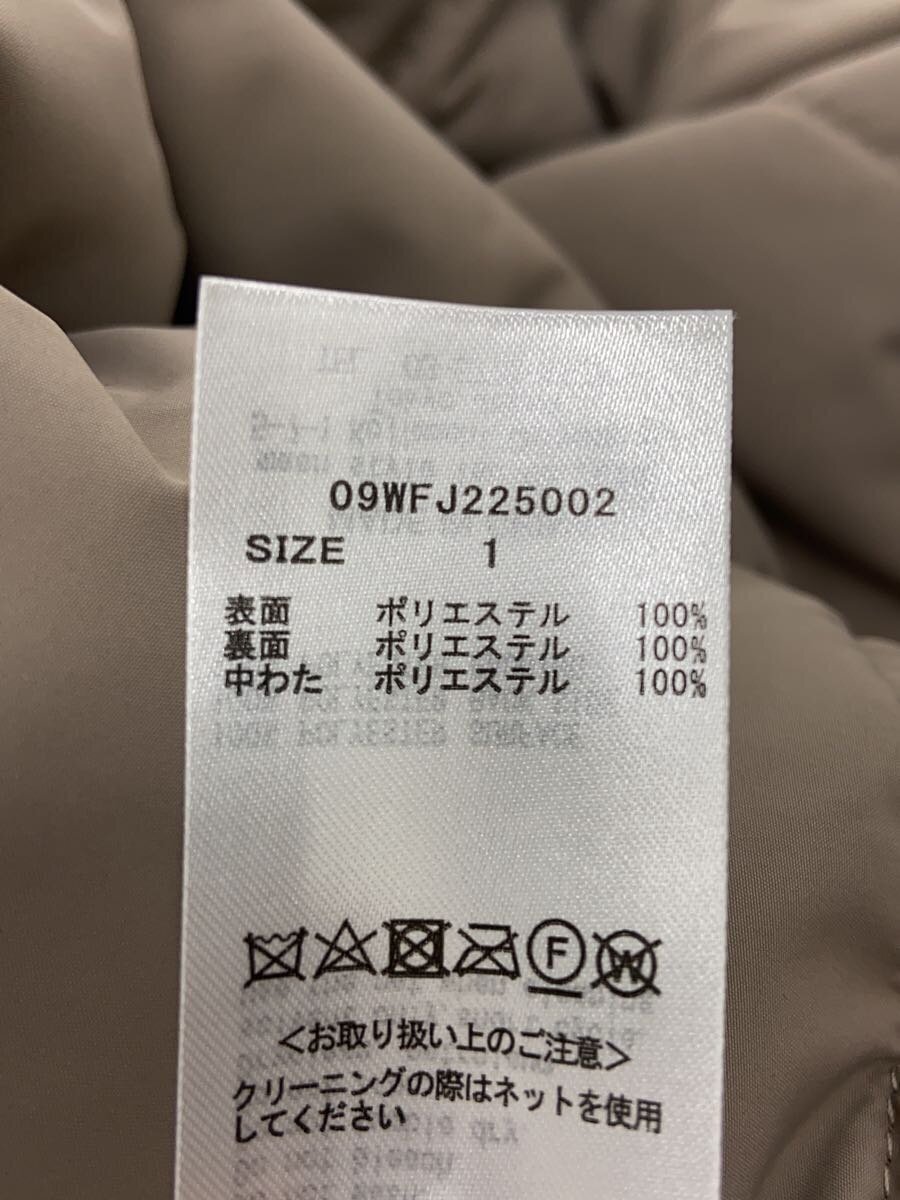 09WFJ225002
SIZE 1
表面 ポリエステル 100%
裏面 ポリエステル 100%
中わた ポリエステル 100%
F W
<お取り扱い上のご注意>
クリーニングの際はネットを使用
してください